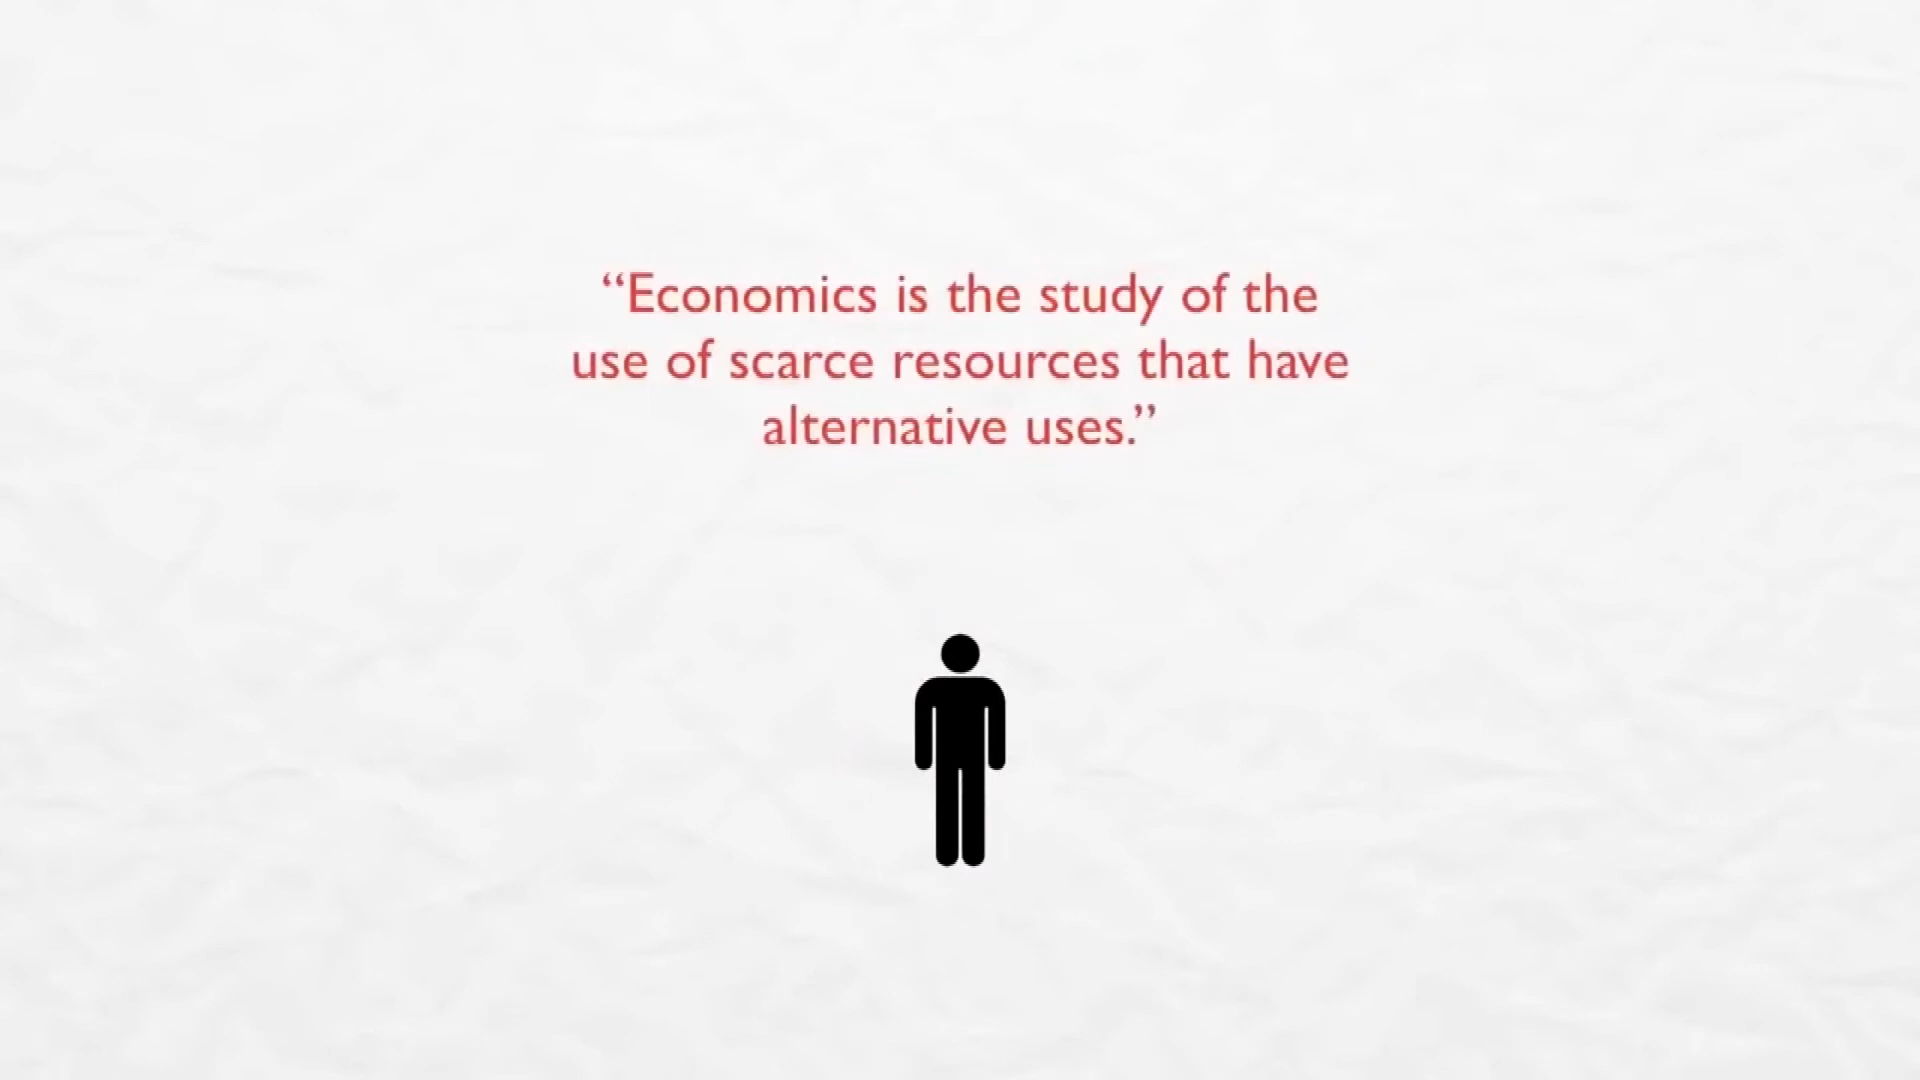 “Economics is the study of the
use of scarce resources that have
alternative uses.”